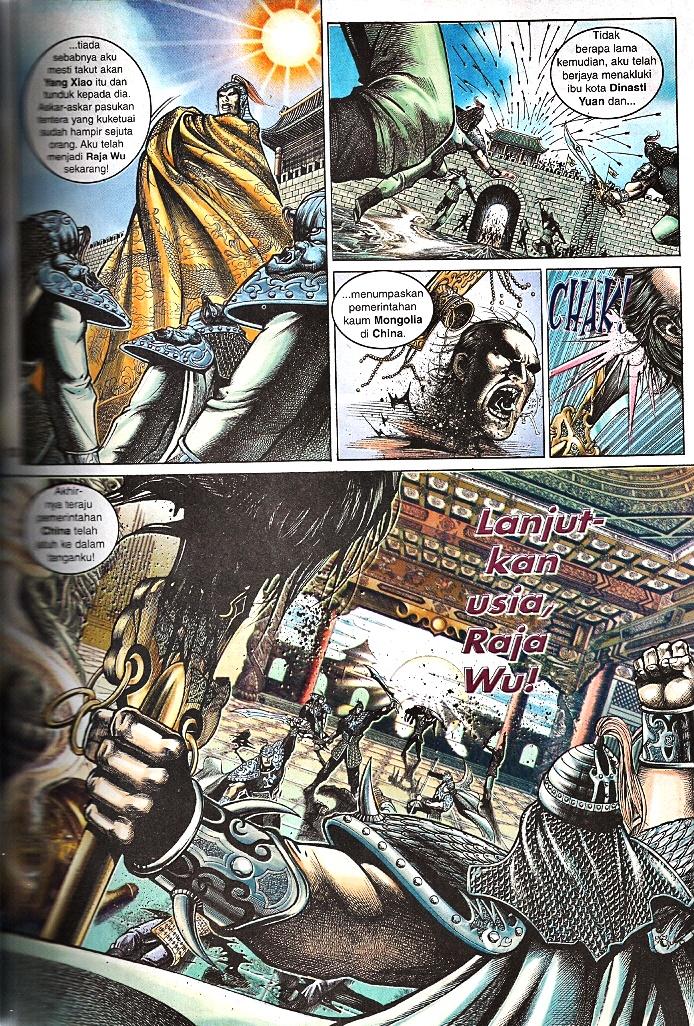 ...tiada
sebabnya aku
mesti takut akan
Yang Xiao itu dan
tunduk kepada dia.
Askar-askar pasukan
tentera yang kuketuai
sudah hampir sejuta
orang. Aku telah
menjadi Raja Wu
sekarang!
Tidak
berapa lama
kemudian, aku telah
berjaya menakluki
ibu kota Dinasti
Yuan dan...
...menumpaskan
pemerintahan
kaum Mongolia
di China.
CHAK!
Akhir-
nya teraju
pemerintahan
China telah
jatuh ke dalam
tanganku!
Lanjut-
kan
usia,
Raja
Wu!